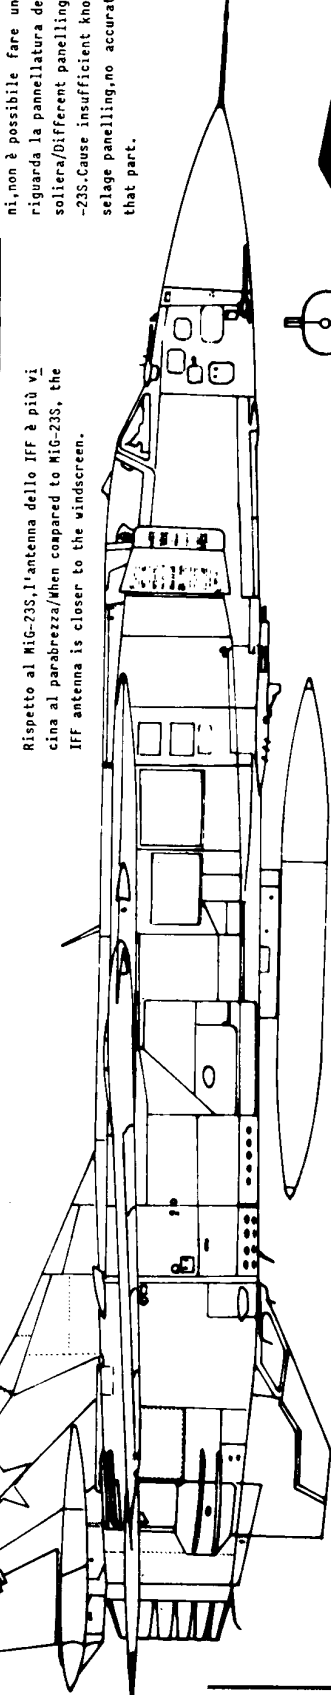 ni,non è possibile fare un
riguarda la pannellatura de
soliera/Different panelling
-23S.Cause insufficient kno
selage panelling,no accurat
that part.
Rispetto al MiG-23S,l'antenna dello IFF è più vi
cina al parabrezza/When compared to MiG-23S, the
IFF antenna is closer to the windscreen.